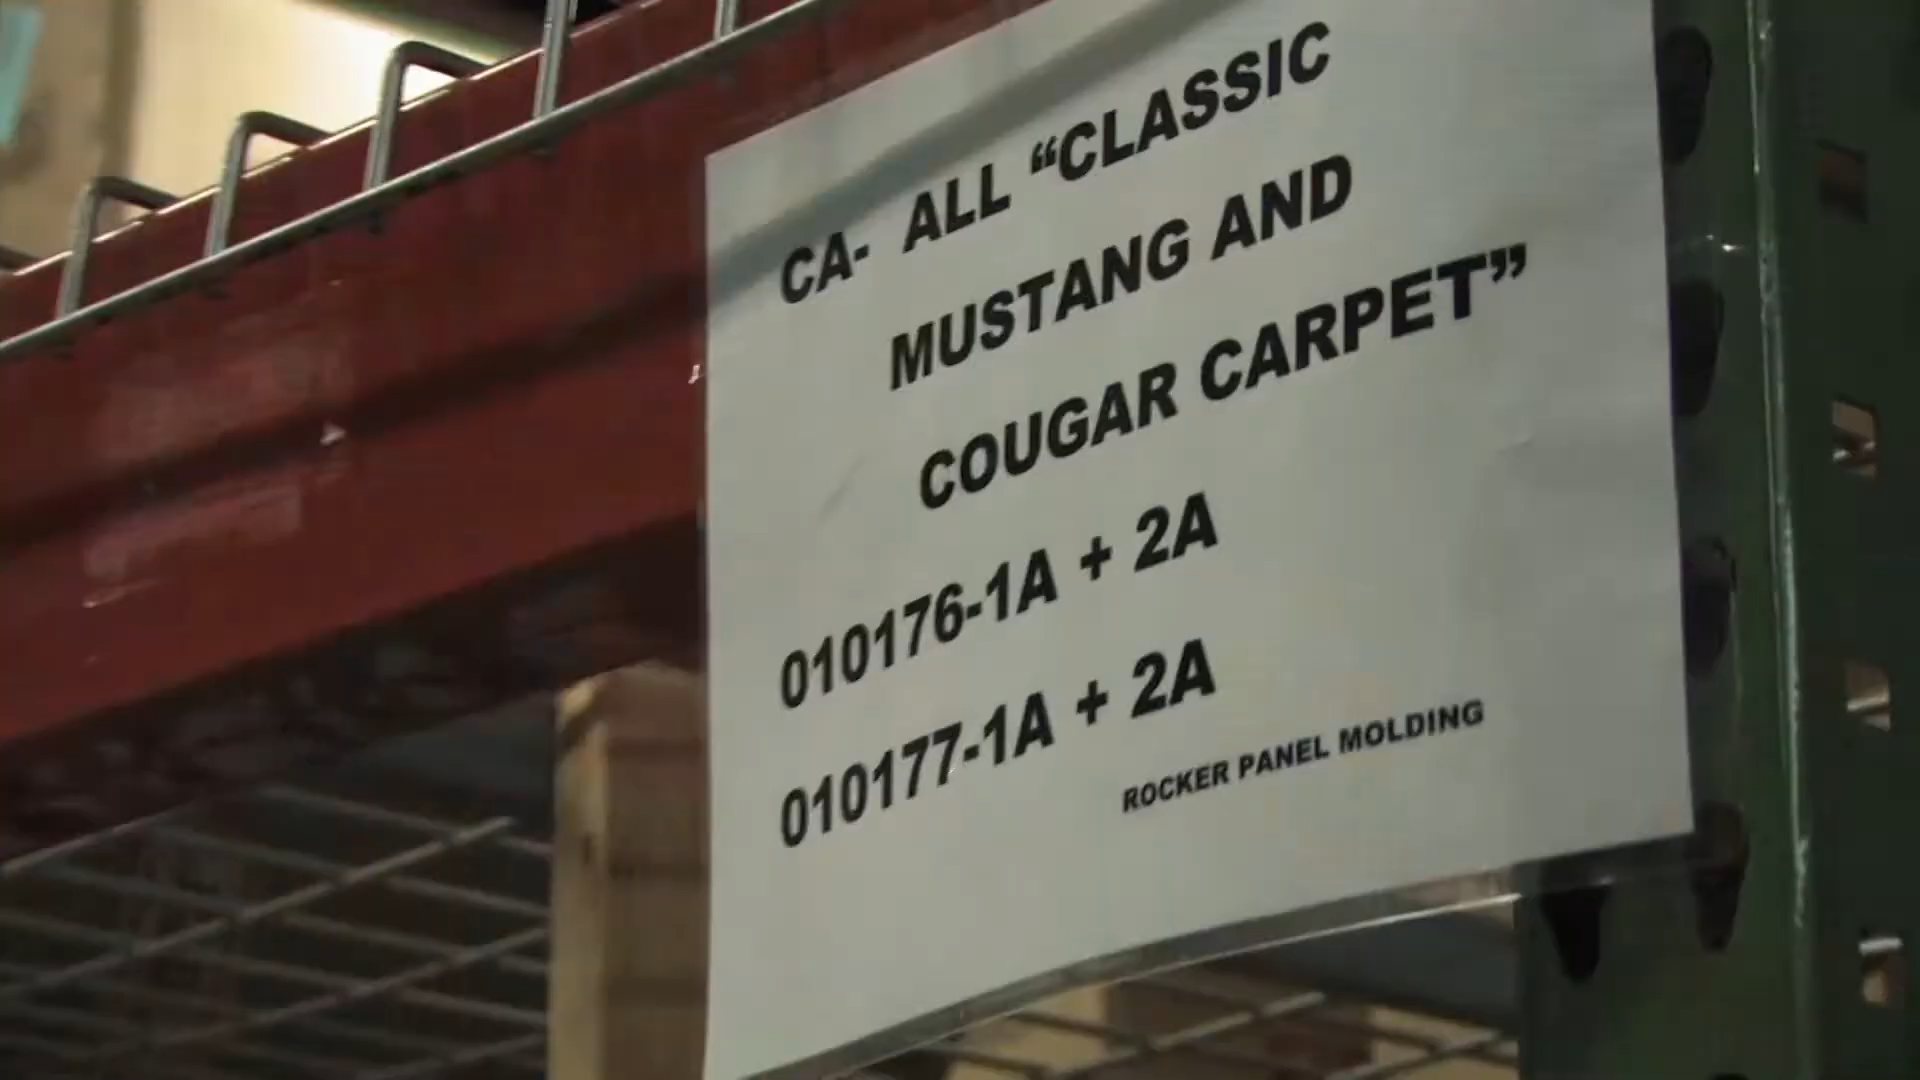 CA- ALL “CLASSIC
MUSTANG AND
COUGAR CARPET”
010176-1A + 2A
010177-1A + 2A
ROCKER PANEL MOLDING